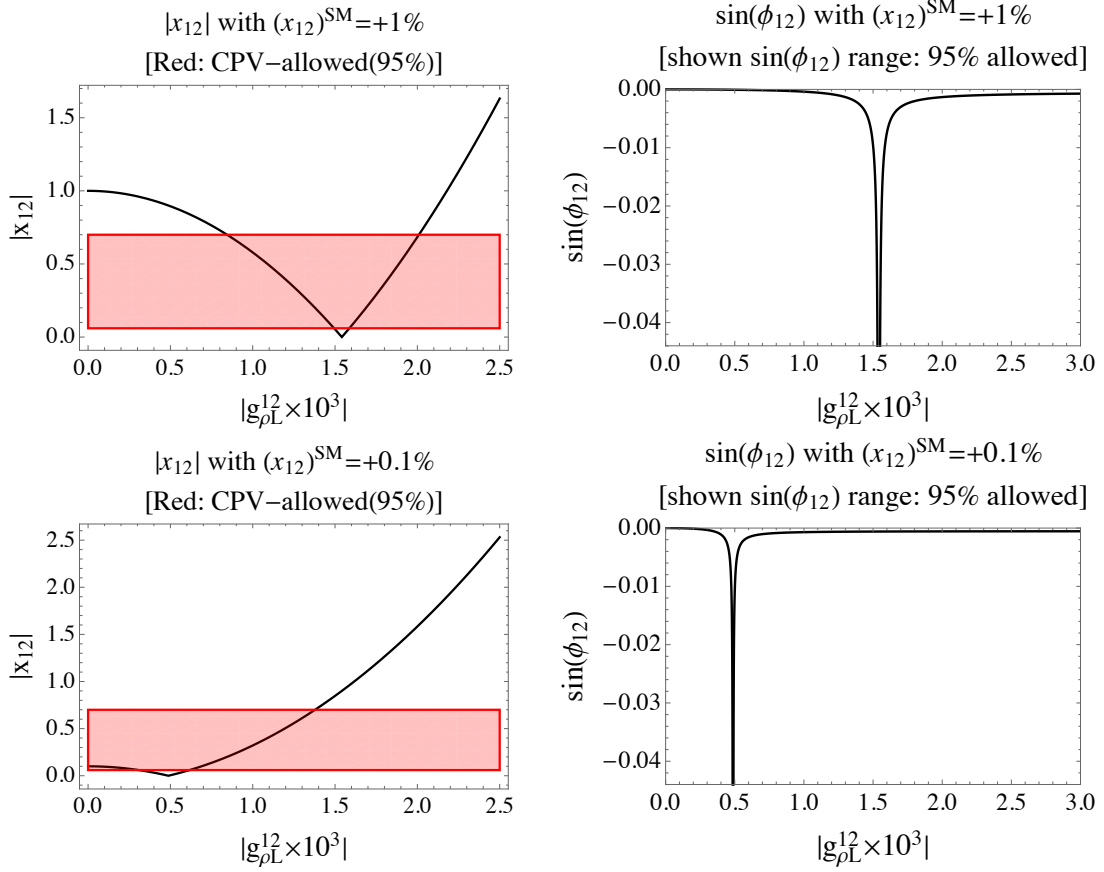 |x₁₂| with (x₁₂)ˢᴹ=+1%
[Red: CPV−allowed(95%)]
|x₁₂|
1.5
1.0
0.5
0.0
0.0 0.5 1.0 1.5 2.0 2.5
|g¹²ρL×10³|
sin(ϕ₁₂) with (x₁₂)ˢᴹ=+1%
[shown sin(ϕ₁₂) range: 95% allowed]
sin(ϕ₁₂)
0.00
−0.01
−0.02
−0.03
−0.04
0.0 0.5 1.0 1.5 2.0 2.5 3.0
|g¹²ρL×10³|
|x₁₂| with (x₁₂)ˢᴹ=+0.1%
[Red: CPV−allowed(95%)]
|x₁₂|
2.5
2.0
1.5
1.0
0.5
0.0
0.0 0.5 1.0 1.5 2.0 2.5
|g¹²ρL×10³|
sin(ϕ₁₂) with (x₁₂)ˢᴹ=+0.1%
[shown sin(ϕ₁₂) range: 95% allowed]
sin(ϕ₁₂)
0.00
−0.01
−0.02
−0.03
−0.04
0.0 0.5 1.0 1.5 2.0 2.5 3.0
|g¹²ρL×10³|